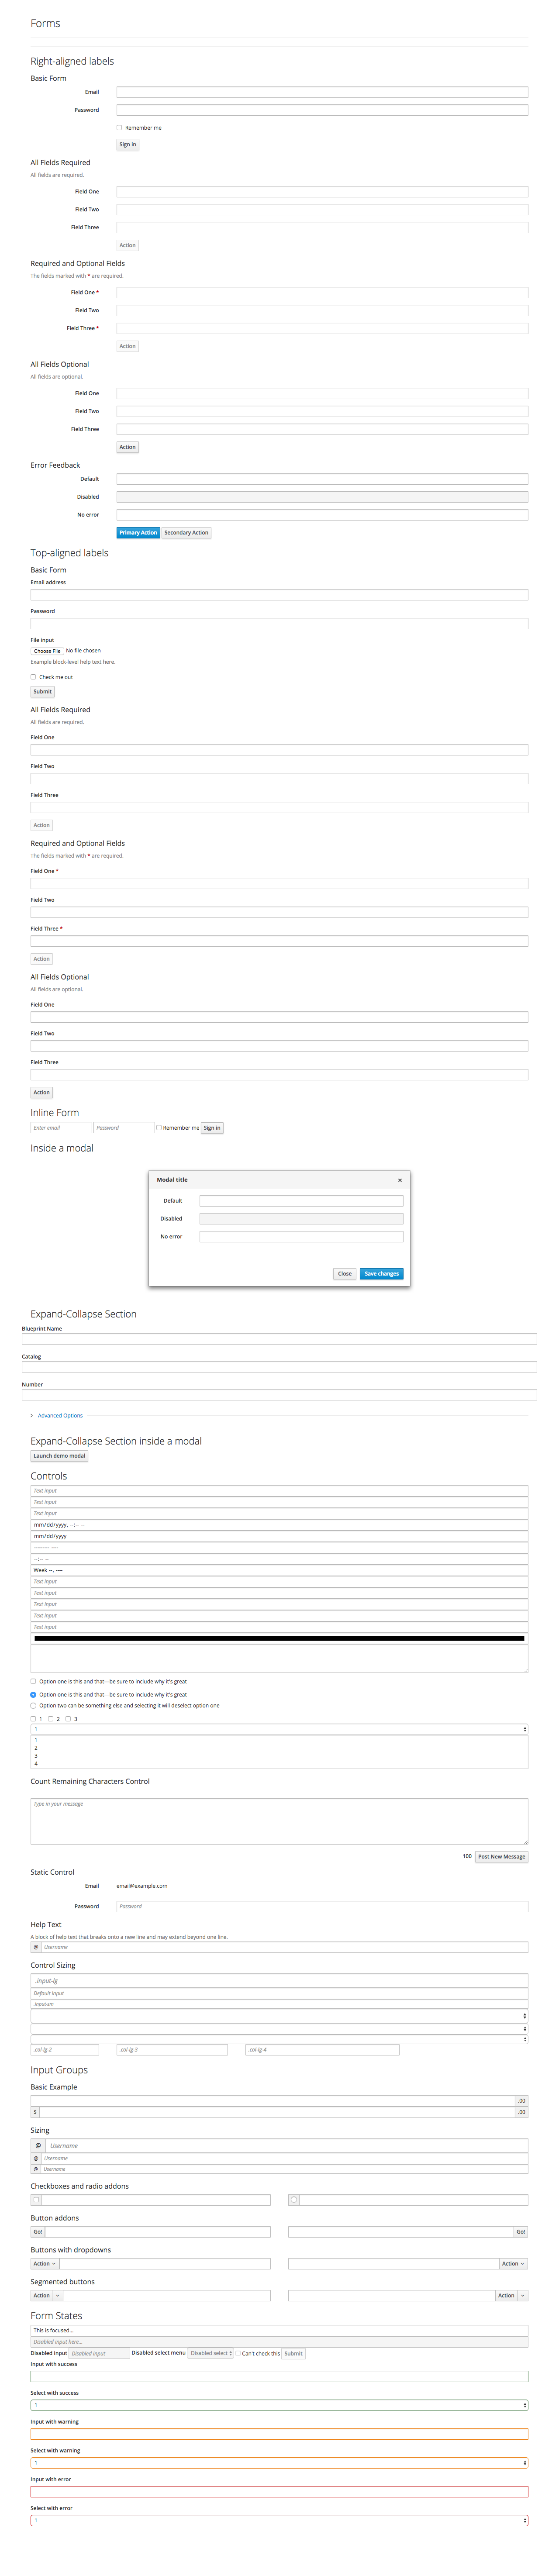 Forms
Right-aligned labels
Basic Form
Email
Password
Remember me
Sign in
All Fields Required
All fields are required.
Field One
Field Two
Field Three
Action
Required and Optional Fields
The fields marked with * are required.
Field One *
Field Two
Field Three *
Action
All Fields Optional
All fields are optional.
Field One
Field Two
Field Three
Action
Error Feedback
Default
Disabled
No error
Primary Action Secondary Action
Top-aligned labels
Basic Form
Email address
Password
File input
Choose File No file chosen
Example block-level help text here.
Check me out
Submit
All Fields Required
All fields are required.
Field One
Field Two
Field Three
Action
Required and Optional Fields
The fields marked with * are required.
Field One *
Field Two
Field Three *
Action
All Fields Optional
All fields are optional.
Field One
Field Two
Field Three
Action
Inline Form
Enter email Password Remember me Sign in
Inside a modal
Modal title ×
Default
Disabled
No error
Close Save changes
Expand-Collapse Section
Blueprint Name
Catalog
Number
> Advanced Options
Expand-Collapse Section inside a modal
Launch demo modal
Controls
Text input
Text input
Text input
mm/dd/yyyy, --:-- --
mm/dd/yyyy
--------- ----
--:-- --
Week --, ----
Text input
Text input
Text input
Text input
Text input
Option one is this and that—be sure to include why it's great
Option one is this and that—be sure to include why it's great
Option two can be something else and selecting it will deselect option one
1 2 3
1
1
2
3
4
Count Remaining Characters Control
Type in your message
100 Post New Message
Static Control
Email email@example.com
Password Password
Help Text
A block of help text that breaks onto a new line and may extend beyond one line.
@ Username
Control Sizing
.input-lg
Default input
.input-sm
.col-lg-2 .col-lg-3 .col-lg-4
Input Groups
Basic Example
.00
$ .00
Sizing
@ Username
@ Username
@ Username
Checkboxes and radio addons
Button addons
Go! Go!
Buttons with dropdowns
Action Action
Segmented buttons
Action Action
Form States
This is focused...
Disabled input here...
Disabled input Disabled input Disabled select menu Disabled select Can't check this Submit
Input with success
Select with success
1
Input with warning
Select with warning
1
Input with error
Select with error
1